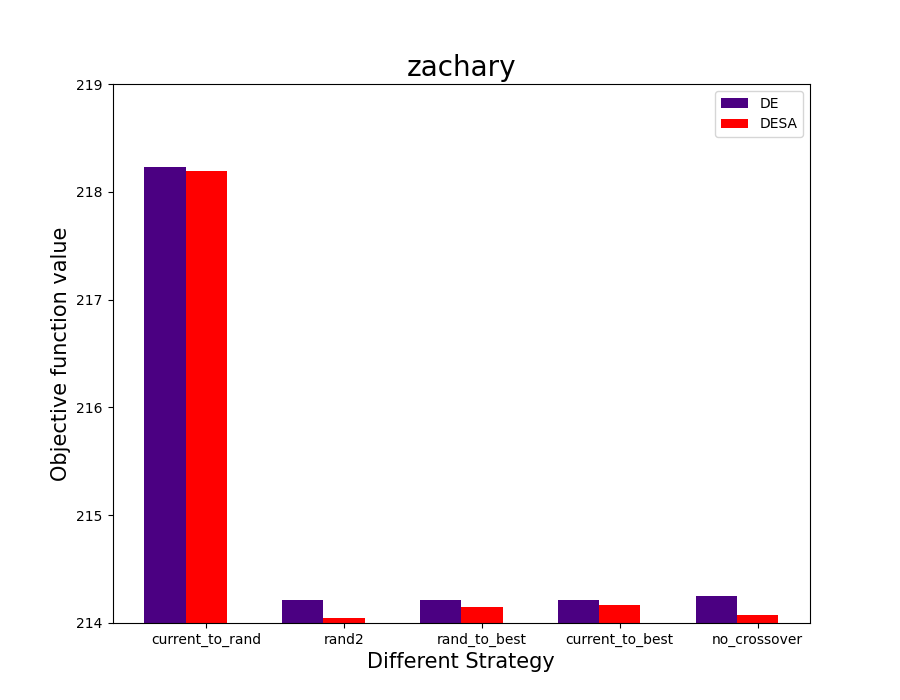 zachary
219
218
217
216
215
214
Objective function value
DE
DESA
current_to_rand
rand2
rand_to_best
current_to_best
no_crossover
Different Strategy